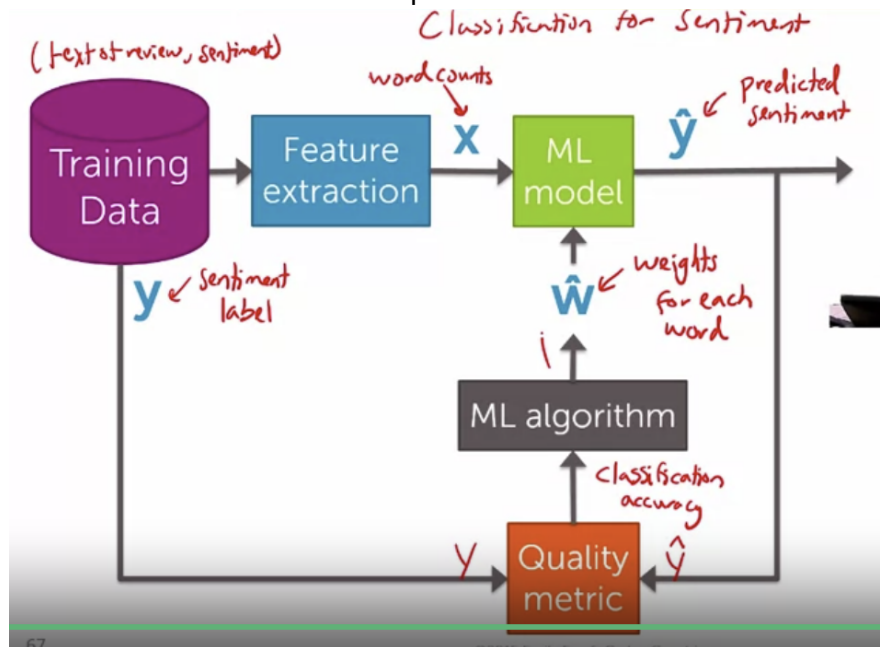 Classification for Sentiment
(text of review, sentiment)
word counts
predicted
sentiment
Training
Data
Feature
extraction
x
ML
model
ŷ
y
sentiment
label
ŵ
weights
for each
word
ML algorithm
classification
accuracy
y
Quality
metric
ŷ
67